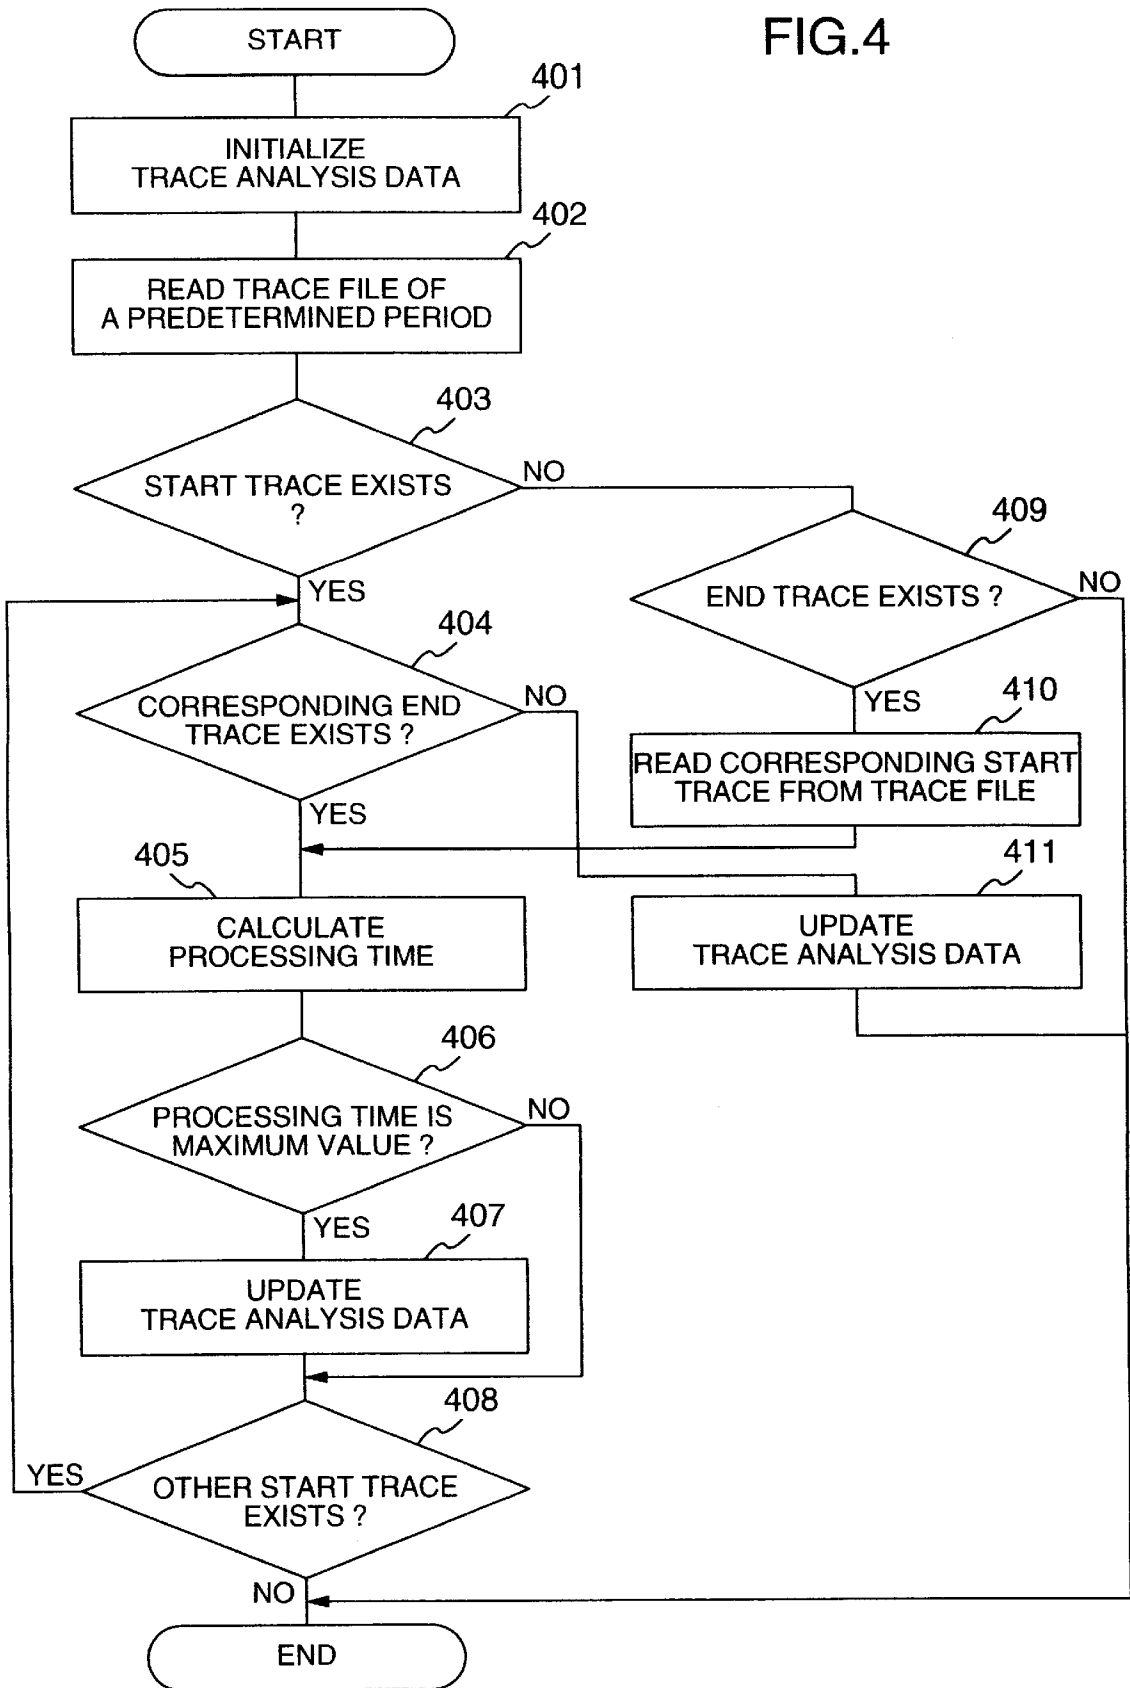 FIG.4
START
401
INITIALIZE
TRACE ANALYSIS DATA
402
READ TRACE FILE OF
A PREDETERMINED PERIOD
403
START TRACE EXISTS
?
NO
YES
409
END TRACE EXISTS ?
NO
YES
404
CORRESPONDING END
TRACE EXISTS ?
NO
YES
410
READ CORRESPONDING START
TRACE FROM TRACE FILE
405
CALCULATE
PROCESSING TIME
411
UPDATE
TRACE ANALYSIS DATA
406
PROCESSING TIME IS
MAXIMUM VALUE ?
NO
YES
407
UPDATE
TRACE ANALYSIS DATA
408
OTHER START TRACE
EXISTS ?
YES
NO
END